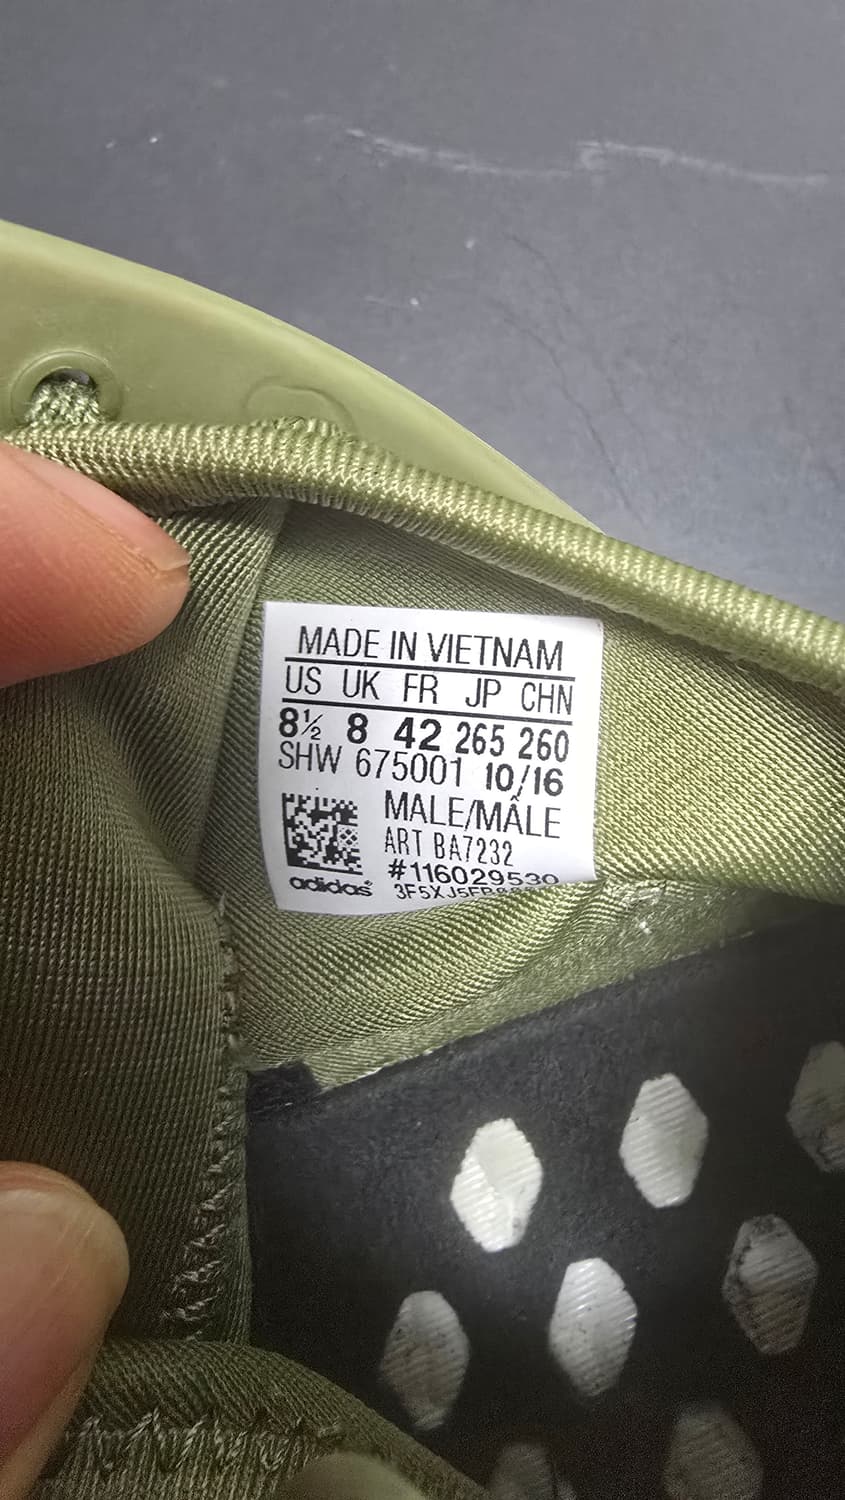 MADE IN VIETNAM
US UK FR JP CHN
8½ 8 42 265 260
SHW 675001 10/16
MALE/MÂLE
ART BA7232
#116029530
adidas